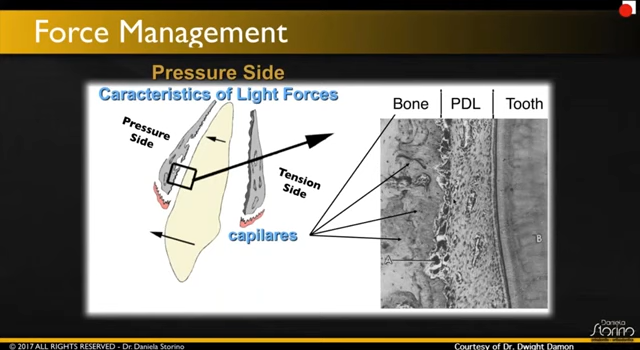 Force Management
Pressure Side
Caracteristics of Light Forces
Pressure
Side
Tension
Side
capilares
Bone
PDL
Tooth
A
B
Daniela
Storino
© 2017 ALL RIGHTS RESERVED - Dr. Daniela Storino
Courtesy of Dr. Dwight Damon